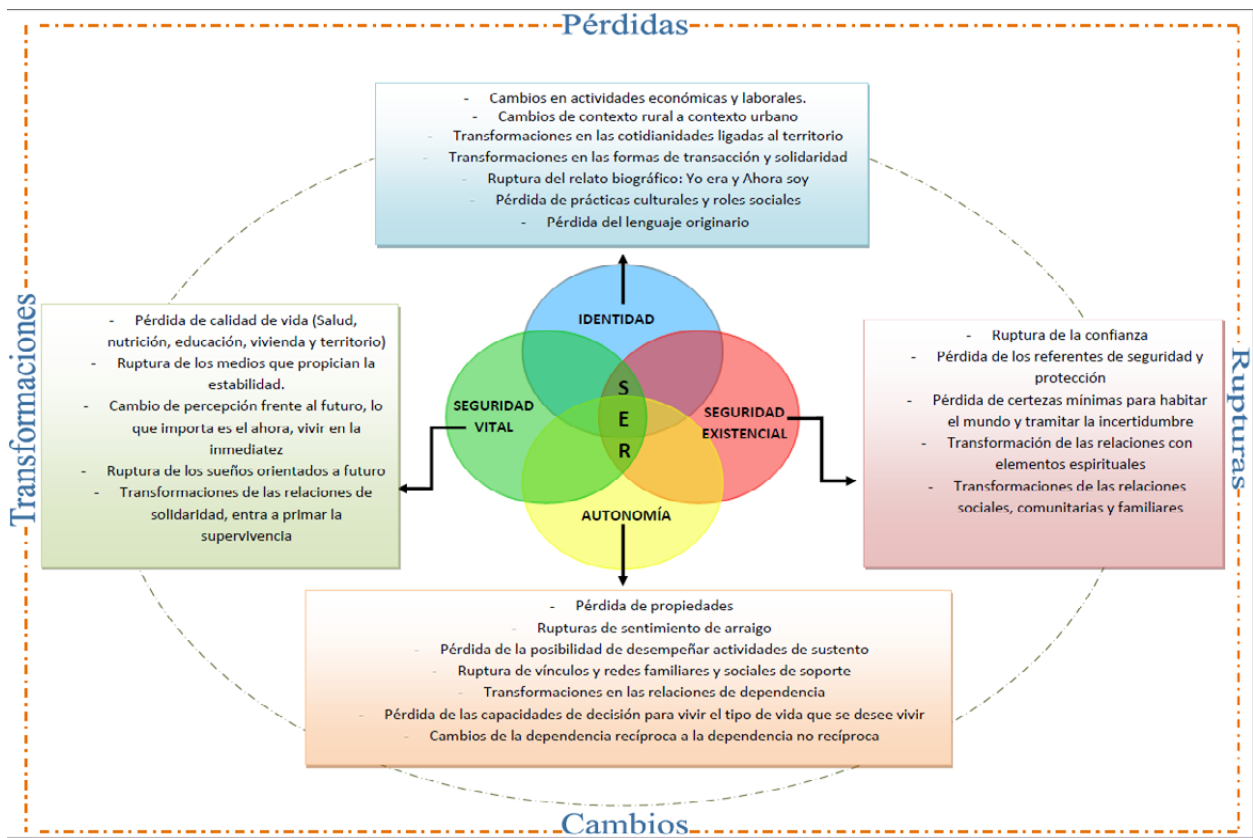 Pérdidas
- Cambios en actividades económicas y laborales.
- Cambios de contexto rural a contexto urbano
- Transformaciones en las cotidianidades ligadas al territorio
- Transformaciones en las formas de transacción y solidaridad
- Ruptura del relato biográfico: Yo era y Ahora soy
- Pérdida de prácticas culturales y roles sociales
- Pérdida del lenguaje originario
Transformaciones
- Pérdida de calidad de vida (Salud,
nutrición, educación, vivienda y territorio)
- Ruptura de los medios que propician la
estabilidad.
- Cambio de percepción frente al futuro, lo
que importa es el ahora, vivir en la
inmediatez
- Ruptura de los sueños orientados a futuro
- Transformaciones de las relaciones de
solidaridad, entra a primar la
supervivencia
IDENTIDAD
SEGURIDAD
VITAL
S
E
R
SEGURIDAD
EXISTENCIAL
AUTONOMÍA
- Ruptura de la confianza
- Pérdida de los referentes de seguridad y
protección
- Pérdida de certezas mínimas para habitar
el mundo y tramitar la incertidumbre
- Transformación de las relaciones con
elementos espirituales
- Transformaciones de las relaciones
sociales, comunitarias y familiares
Rupturas
- Pérdida de propiedades
- Rupturas de sentimiento de arraigo
- Pérdida de la posibilidad de desempeñar actividades de sustento
- Ruptura de vínculos y redes familiares y sociales de soporte
- Transformaciones en las relaciones de dependencia
- Pérdida de las capacidades de decisión para vivir el tipo de vida que se desee vivir
- Cambios de la dependencia recíproca a la dependencia no recíproca
Cambios